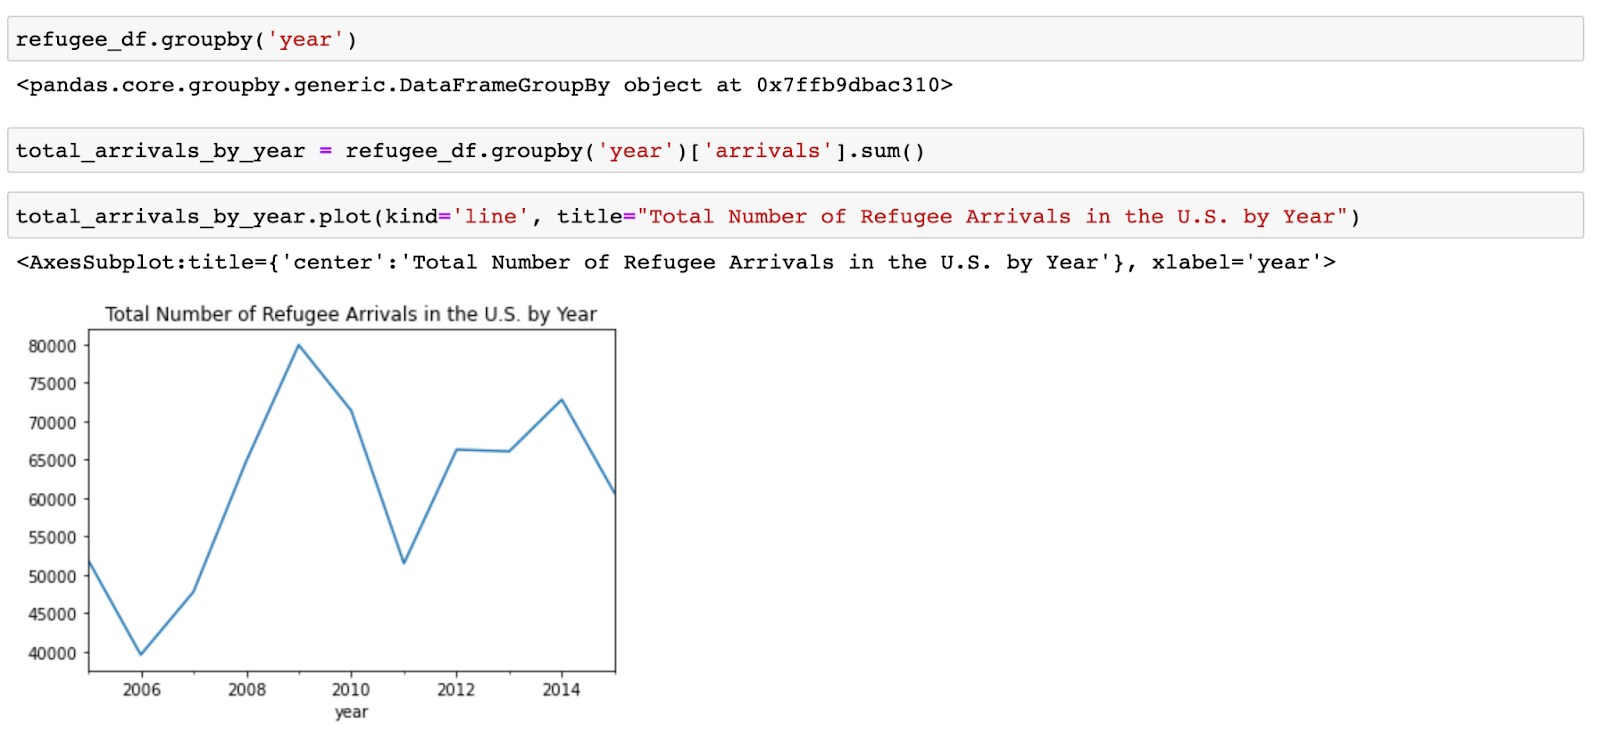 refugee_df.groupby('year')
<pandas.core.groupby.generic.DataFrameGroupBy object at 0x7ffb9dbac310>
total_arrivals_by_year = refugee_df.groupby('year')['arrivals'].sum()
total_arrivals_by_year.plot(kind='line', title="Total Number of Refugee Arrivals in the U.S. by Year")
<AxesSubplot:title={'center':'Total Number of Refugee Arrivals in the U.S. by Year'}, xlabel='year'>
Total Number of Refugee Arrivals in the U.S. by Year
80000
75000
70000
65000
60000
55000
50000
45000
40000
2006 2008 2010 2012 2014
year